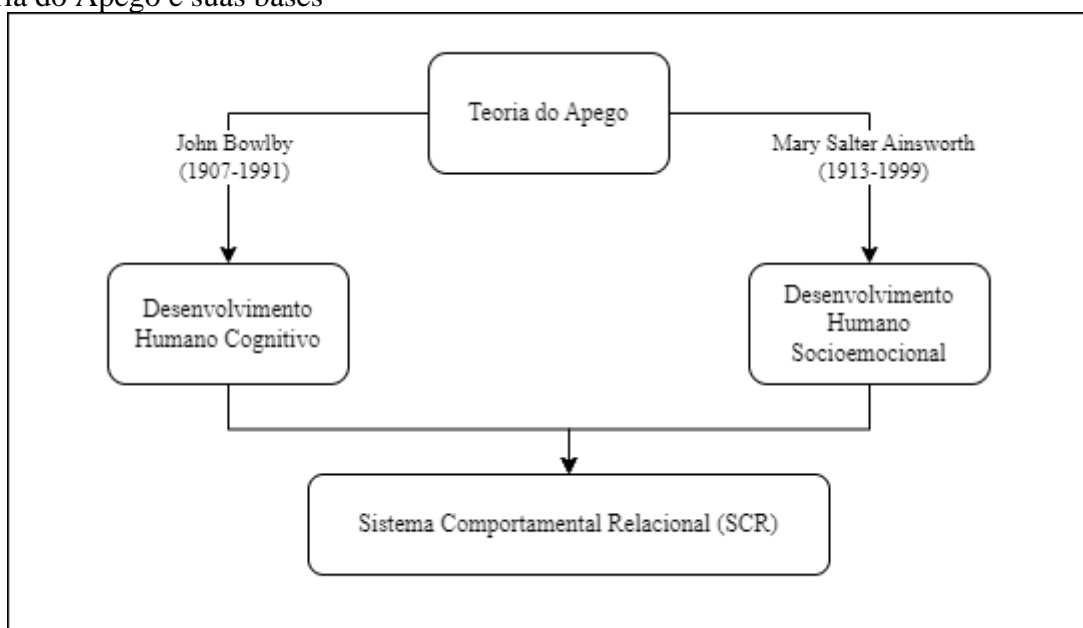 do Apego e suas bases
Teoria do Apego
John Bowlby
(1907-1991)
Mary Salter Ainsworth
(1913-1999)
Desenvolvimento
Humano Cognitivo
Desenvolvimento
Humano
Socioemocional
Sistema Comportamental Relacional (SCR)